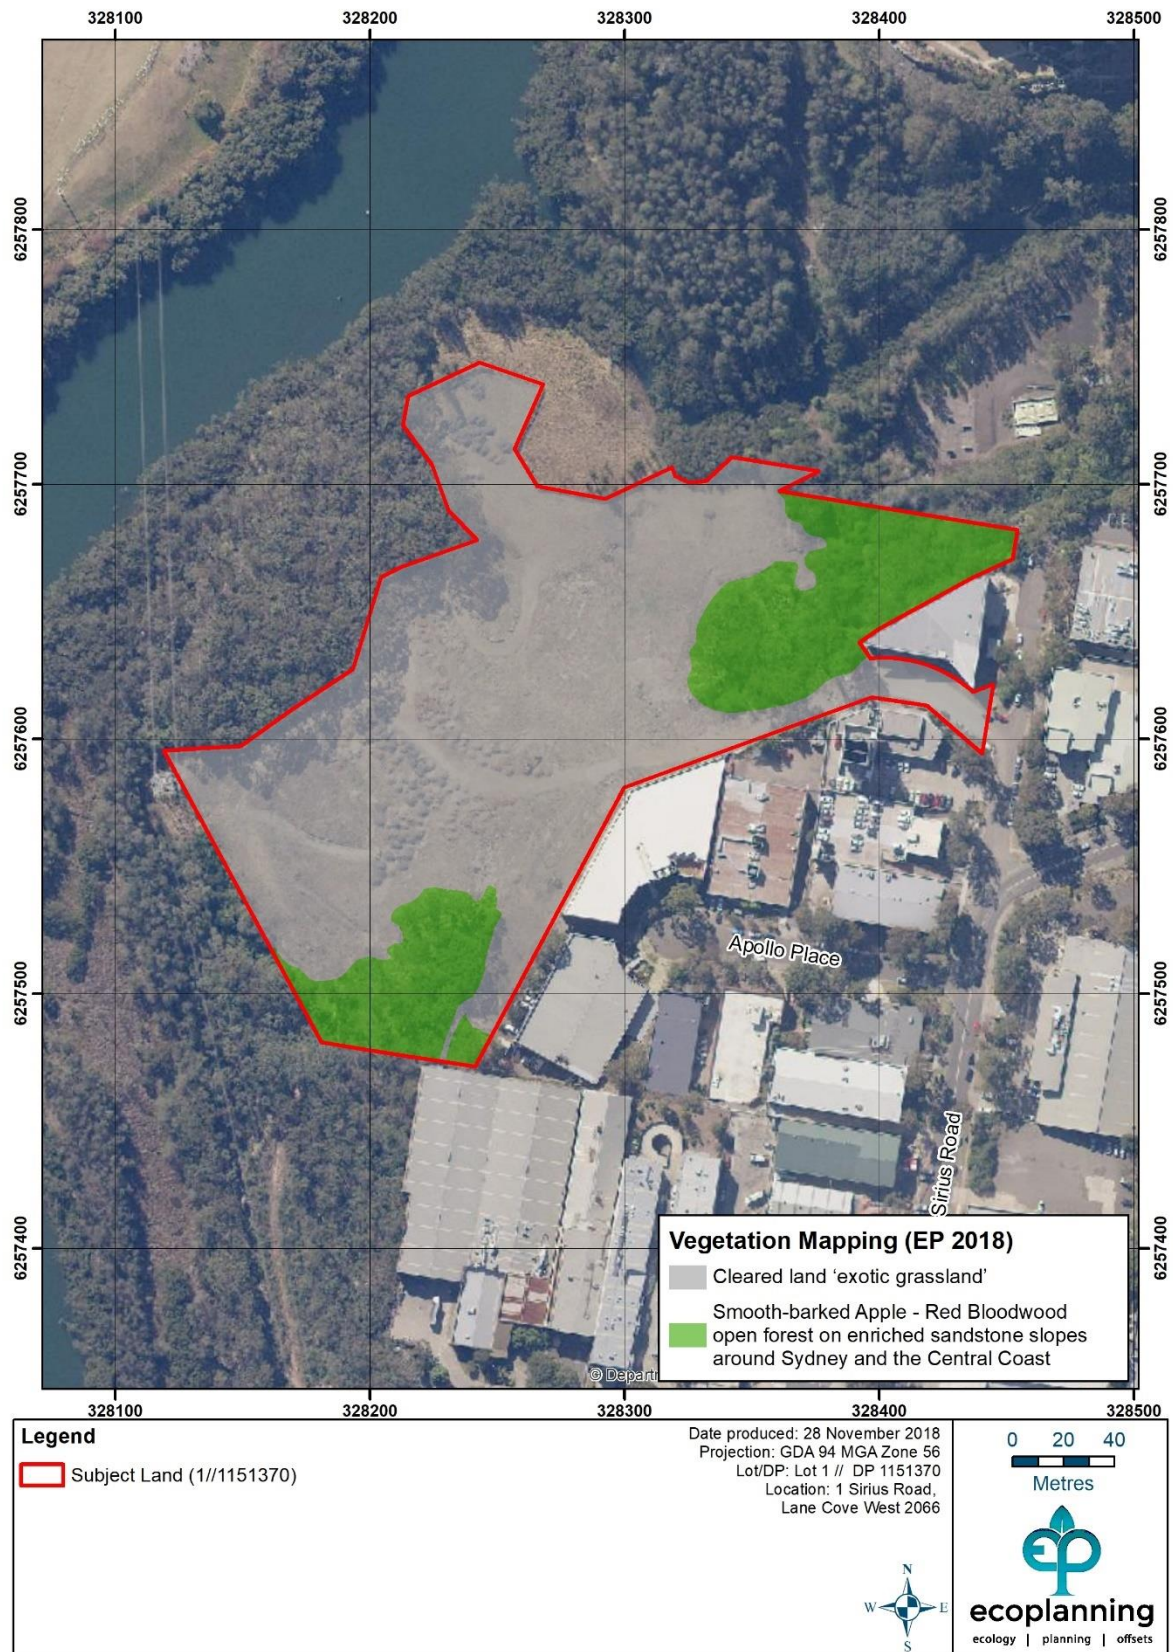 328100 328200 328300 328400 328500
6257800 6257800
6257700 6257700
6257600 6257600
6257500 6257500
6257400 6257400
Apollo Place
Sirius Road
Vegetation Mapping (EP 2018)
Cleared land ‘exotic grassland’
Smooth-barked Apple - Red Bloodwood
open forest on enriched sandstone slopes
around Sydney and the Central Coast
©
328100 328200 328300 328400 328500
Legend
Subject Land (1//1151370)
Date produced: 28 November 2018
Projection: GDA 94 MGA Zone 56
Lot/DP: Lot 1 // DP 1151370
Location: 1 Sirius Road,
Lane Cove West 2066
N
W E
S
0 20 40
Metres
ep
ecoplanning
ecology | planning | offsets